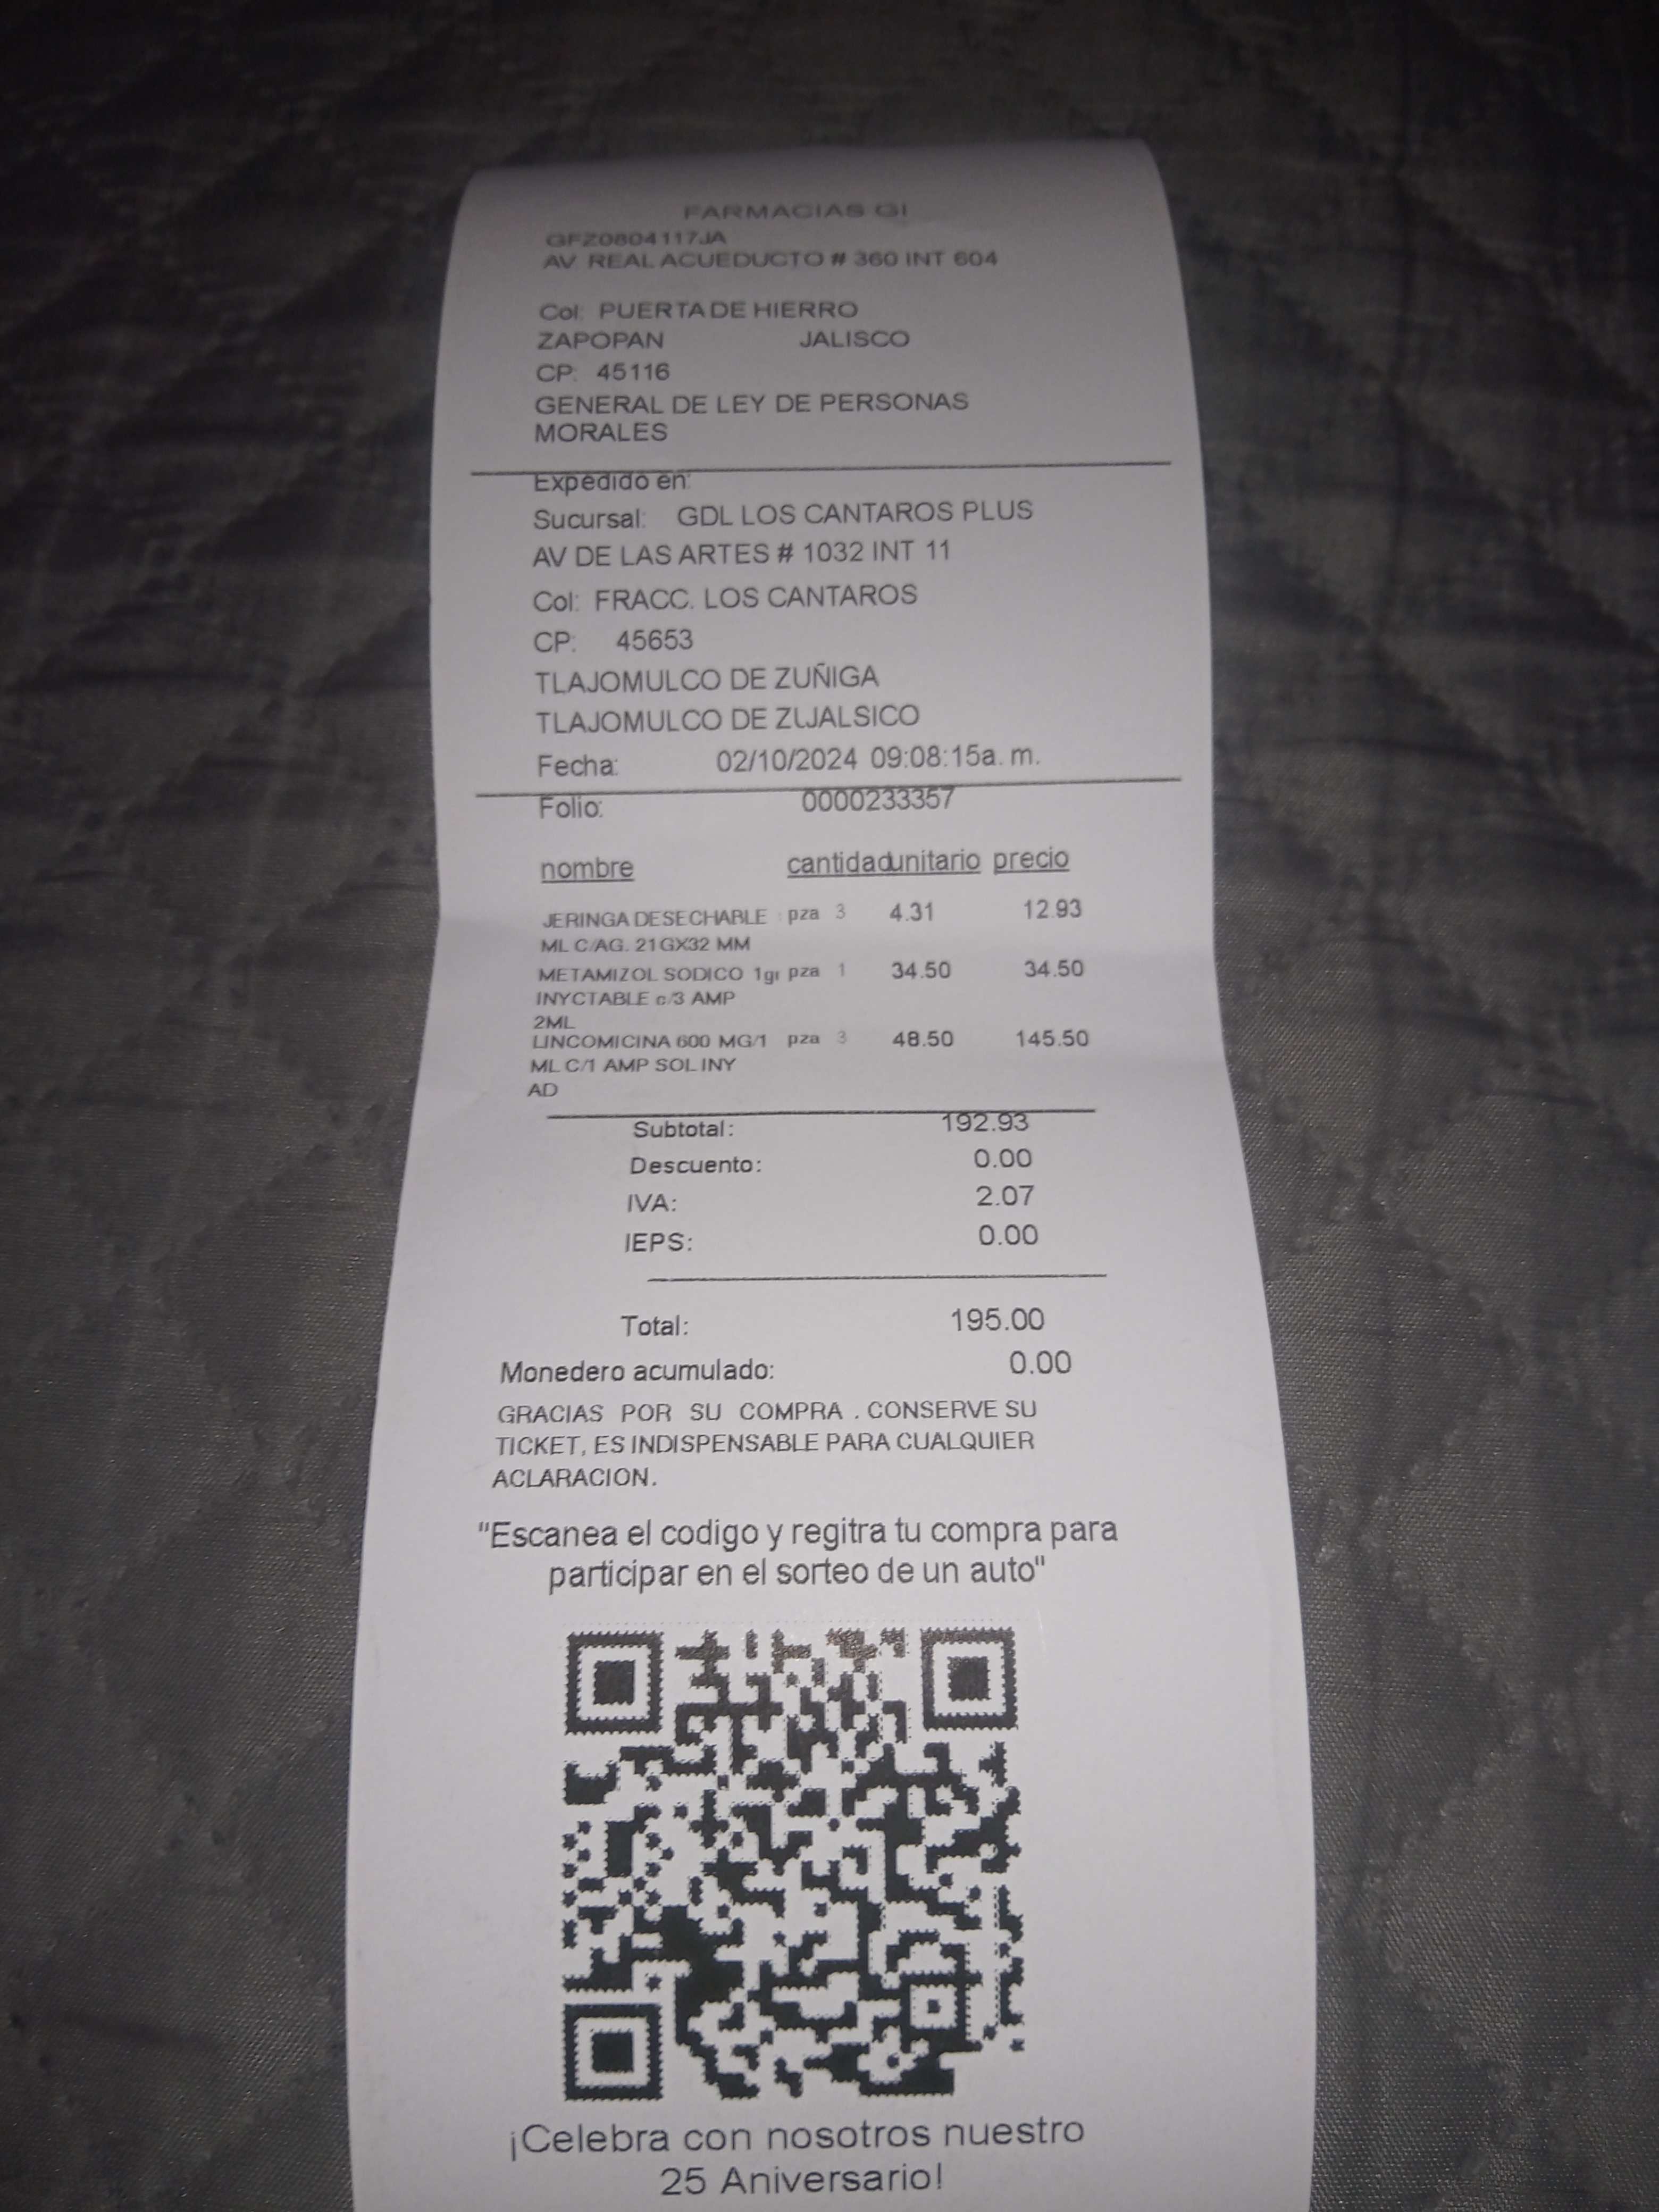 FARMACIAS GI
GFZ0804117JA
AV. REAL ACUEDUCTO # 360 INT 604
Col: PUERTA DE HIERRO
ZAPOPAN JALISCO
CP: 45116
GENERAL DE LEY DE PERSONAS
MORALES
Expedido en:
Sucursal: GDL LOS CANTAROS PLUS
AV DE LAS ARTES # 1032 INT 11
Col: FRACC. LOS CANTAROS
CP: 45653
TLAJOMULCO DE ZUÑIGA
TLAJOMULCO DE ZUJALSICO
Fecha: 02/10/2024 09:08:15a. m.
Folio: 0000233357
nombre cantidad unitario precio
JERINGA DESECHABLE pza 3 4.31 12.93
ML C/AG. 21GX32 MM
METAMIZOL SODICO 1gr pza 1 34.50 34.50
INYCTABLE c/3 AMP
2ML
LINCOMICINA 600 MG/1 pza 3 48.50 145.50
ML C/1 AMP SOL INY
AD
Subtotal: 192.93
Descuento: 0.00
IVA: 2.07
IEPS: 0.00
Total: 195.00
Monedero acumulado: 0.00
GRACIAS POR SU COMPRA . CONSERVE SU
TICKET, ES INDISPENSABLE PARA CUALQUIER
ACLARACION.
"Escanea el codigo y regitra tu compra para
participar en el sorteo de un auto"
¡Celebra con nosotros nuestro
25 Aniversario!